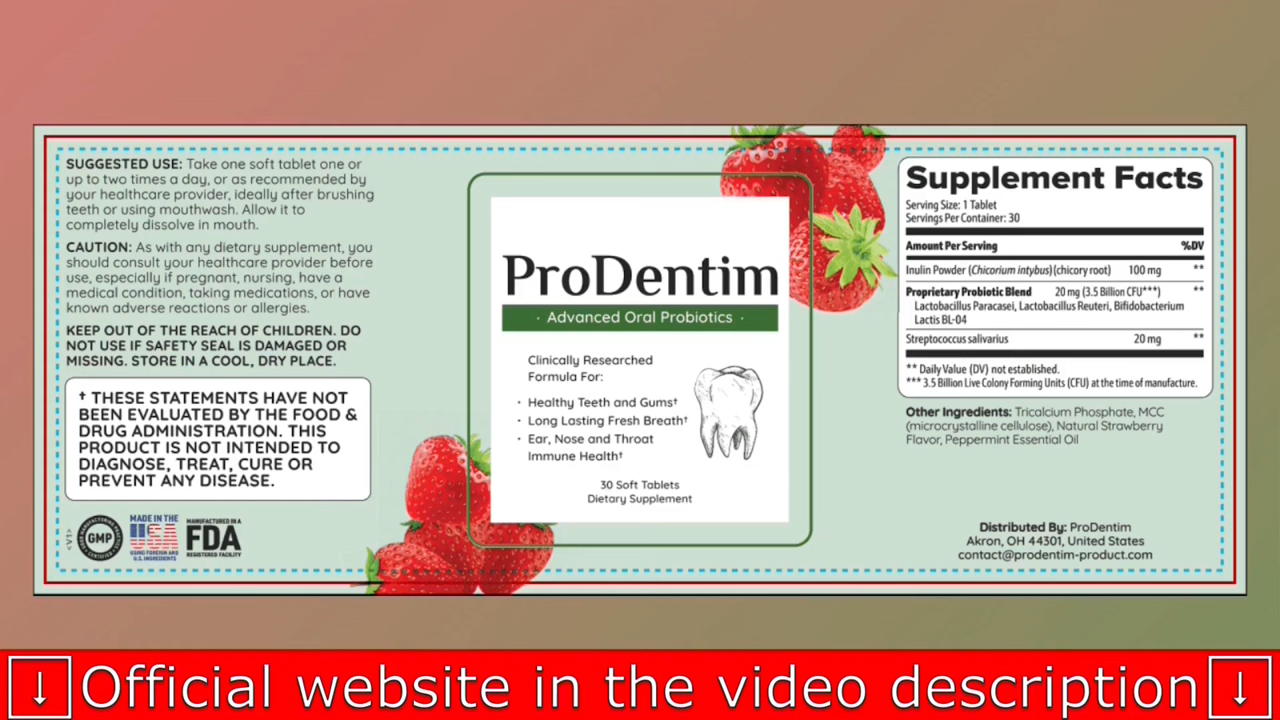 SUGGESTED USE: Take one soft tablet one or
up to two times a day, or as recommended by
your healthcare provider, ideally after brushing
teeth or using mouthwash. Allow it to
completely dissolve in mouth.
CAUTION: As with any dietary supplement, you
should consult your healthcare provider before
use, especially if pregnant, nursing, have a
medical condition, taking medications, or have
known adverse reactions or allergies.
KEEP OUT OF THE REACH OF CHILDREN. DO
NOT USE IF SAFETY SEAL IS DAMAGED OR
MISSING. STORE IN A COOL, DRY PLACE.
† THESE STATEMENTS HAVE NOT
BEEN EVALUATED BY THE FOOD &
DRUG ADMINISTRATION. THIS
PRODUCT IS NOT INTENDED TO
DIAGNOSE, TREAT, CURE OR
PREVENT ANY DISEASE.
<V1>
GMP
MADE IN THE
USA
USING FOREIGN AND
U.S. INGREDIENTS
MANUFACTURED IN A
FDA
REGISTERED FACILITY
ProDentim
· Advanced Oral Probiotics ·
Clinically Researched
Formula For:
· Healthy Teeth and Gums†
· Long Lasting Fresh Breath†
· Ear, Nose and Throat
Immune Health†
30 Soft Tablets
Dietary Supplement
Supplement Facts
Serving Size: 1 Tablet
Servings Per Container: 30
Amount Per Serving %DV
Inulin Powder (Chicorium intybus)(chicory root) 100 mg **
Proprietary Probiotic Blend 20 mg (3.5 Billion CFU***) **
Lactobacillus Paracasei, Lactobacillus Reuteri, Bifidobacterium
Lactis BL-04
Streptococcus salivarius 20 mg **
** Daily Value (DV) not established.
*** 3.5 Billion Live Colony Forming Units (CFU) at the time of manufacture.
Other Ingredients: Tricalcium Phosphate, MCC
(microcrystalline cellulose), Natural Strawberry
Flavor, Peppermint Essential Oil
Distributed By: ProDentim
Akron, OH 44301, United States
contact@prodentim-product.com
↓ Official website in the video description ↓